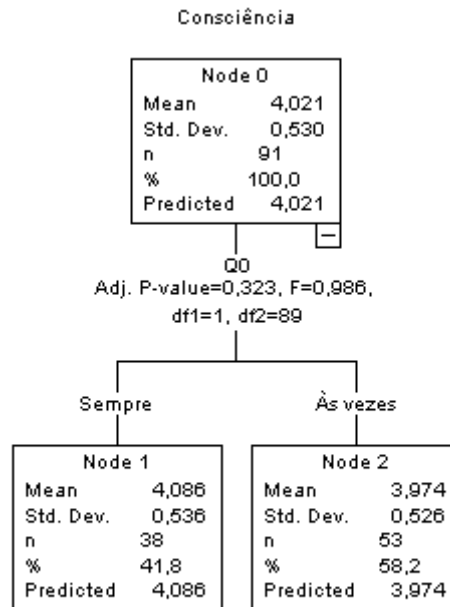 Consciência
Node 0
Mean 4,021
Std. Dev. 0,530
n 91
% 100,0
Predicted 4,021
Q0
Adj. P-value=0,323, F=0,986,
df1=1, df2=89
Sempre
Às vezes
Node 1
Mean 4,086
Std. Dev. 0,536
n 38
% 41,8
Predicted 4,086
Node 2
Mean 3,974
Std. Dev. 0,526
n 53
% 58,2
Predicted 3,974